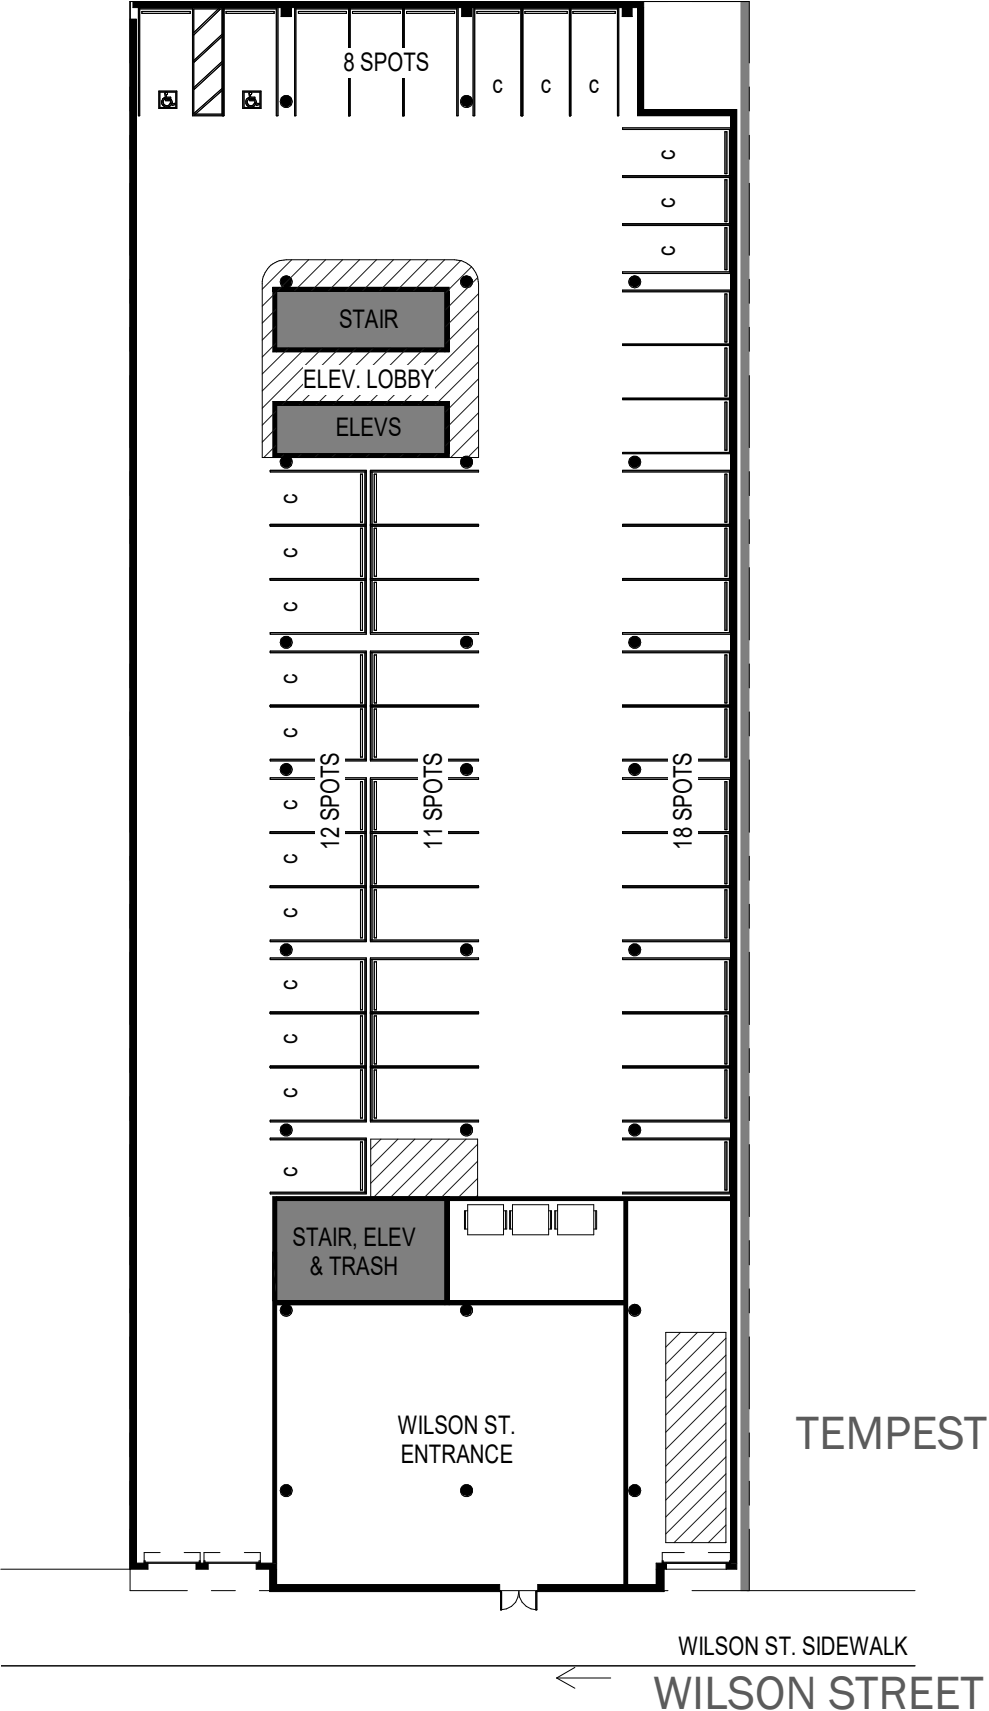 8 SPOTS
C C C
C
C
C
STAIR
ELEV. LOBBY
ELEVS
C
C
C
C
C
C
C
C
C
C
C
C
12 SPOTS
11 SPOTS
18 SPOTS
STAIR, ELEV
& TRASH
WILSON ST.
ENTRANCE
TEMPEST
WILSON ST. SIDEWALK
WILSON STREET